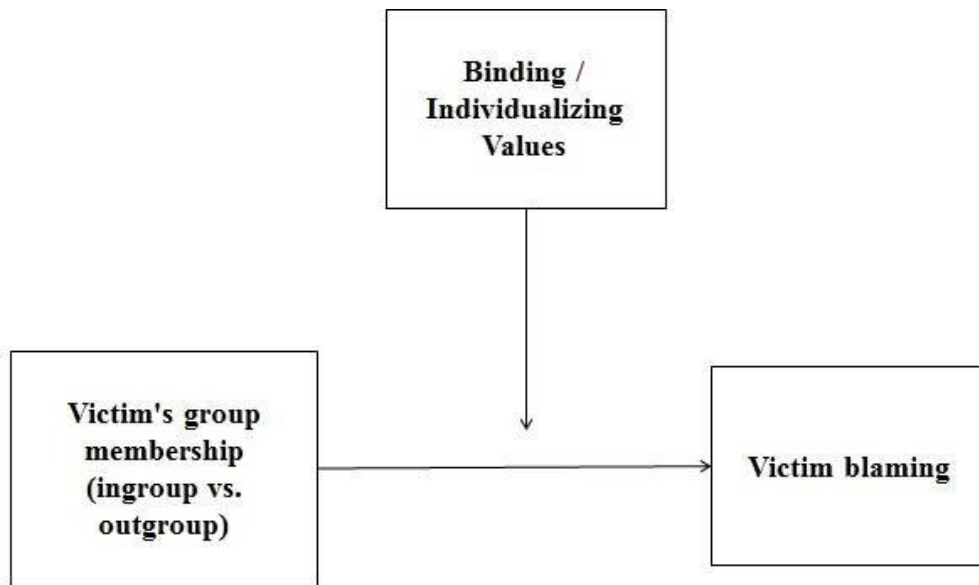 Binding /
Individualizing
Values
Victim's group
membership
(ingroup vs.
outgroup)
Victim blaming